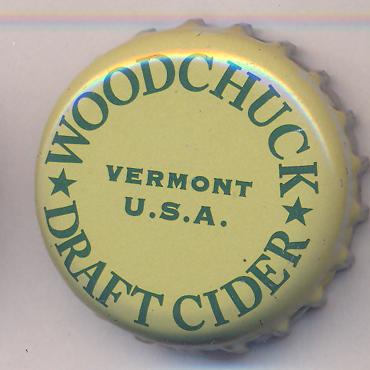 WOODCHUCK
VERMONT
U.S.A.
DRAFT CIDER